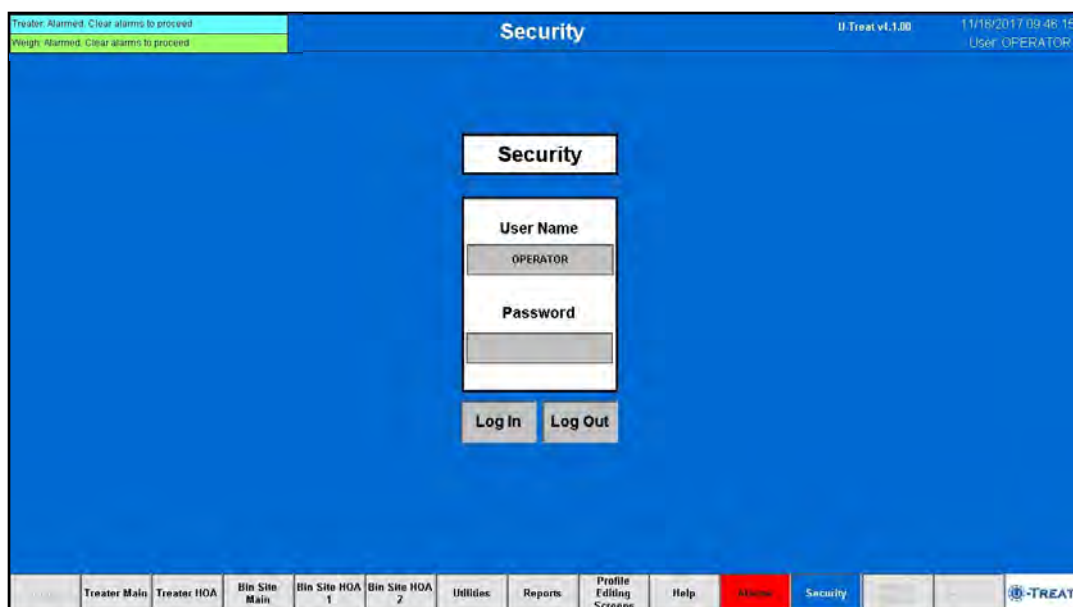 Treater: Alarmed. Clear alarms to proceed
Weigh: Alarmed. Clear alarms to proceed
Security
U-Treat v4.1.00
11/16/2017 09:46:15
User: OPERATOR
Security
User Name
OPERATOR
Password
Log In
Log Out
Treater Main
Treater HOA
Bin Site
Main
Bin Site HOA
1
Bin Site HOA
2
Utilities
Reports
Profile
Editing
Screens
Help
Alarms
Security
-TREAT